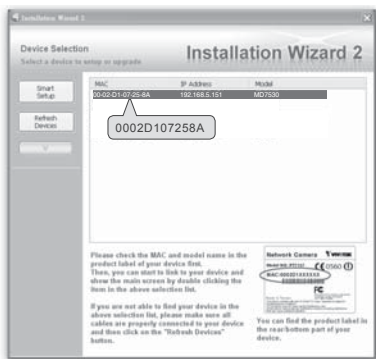 Installation Wizard 2
Device Selection
Select a device to setup or upgrade
Installation Wizard 2
MAC IP Address Model
00-02-D1-07-25-8A 192.168.5.151 MD7530
0002D107258A
Smart
Setup
Refresh
Devices
Please check the MAC and model name in the
product label of your device first.
Then, you can start to link to your device and
show the main screen by double clicking the
item in the above selection list.
If you are not able to find your device in the
above selection list, please make sure all
cables are properly connected to your device
and then click on the "Refresh Devices"
button.
Network Camera
0560
FC
You can find the product label in
the rear/bottom part of your
device.